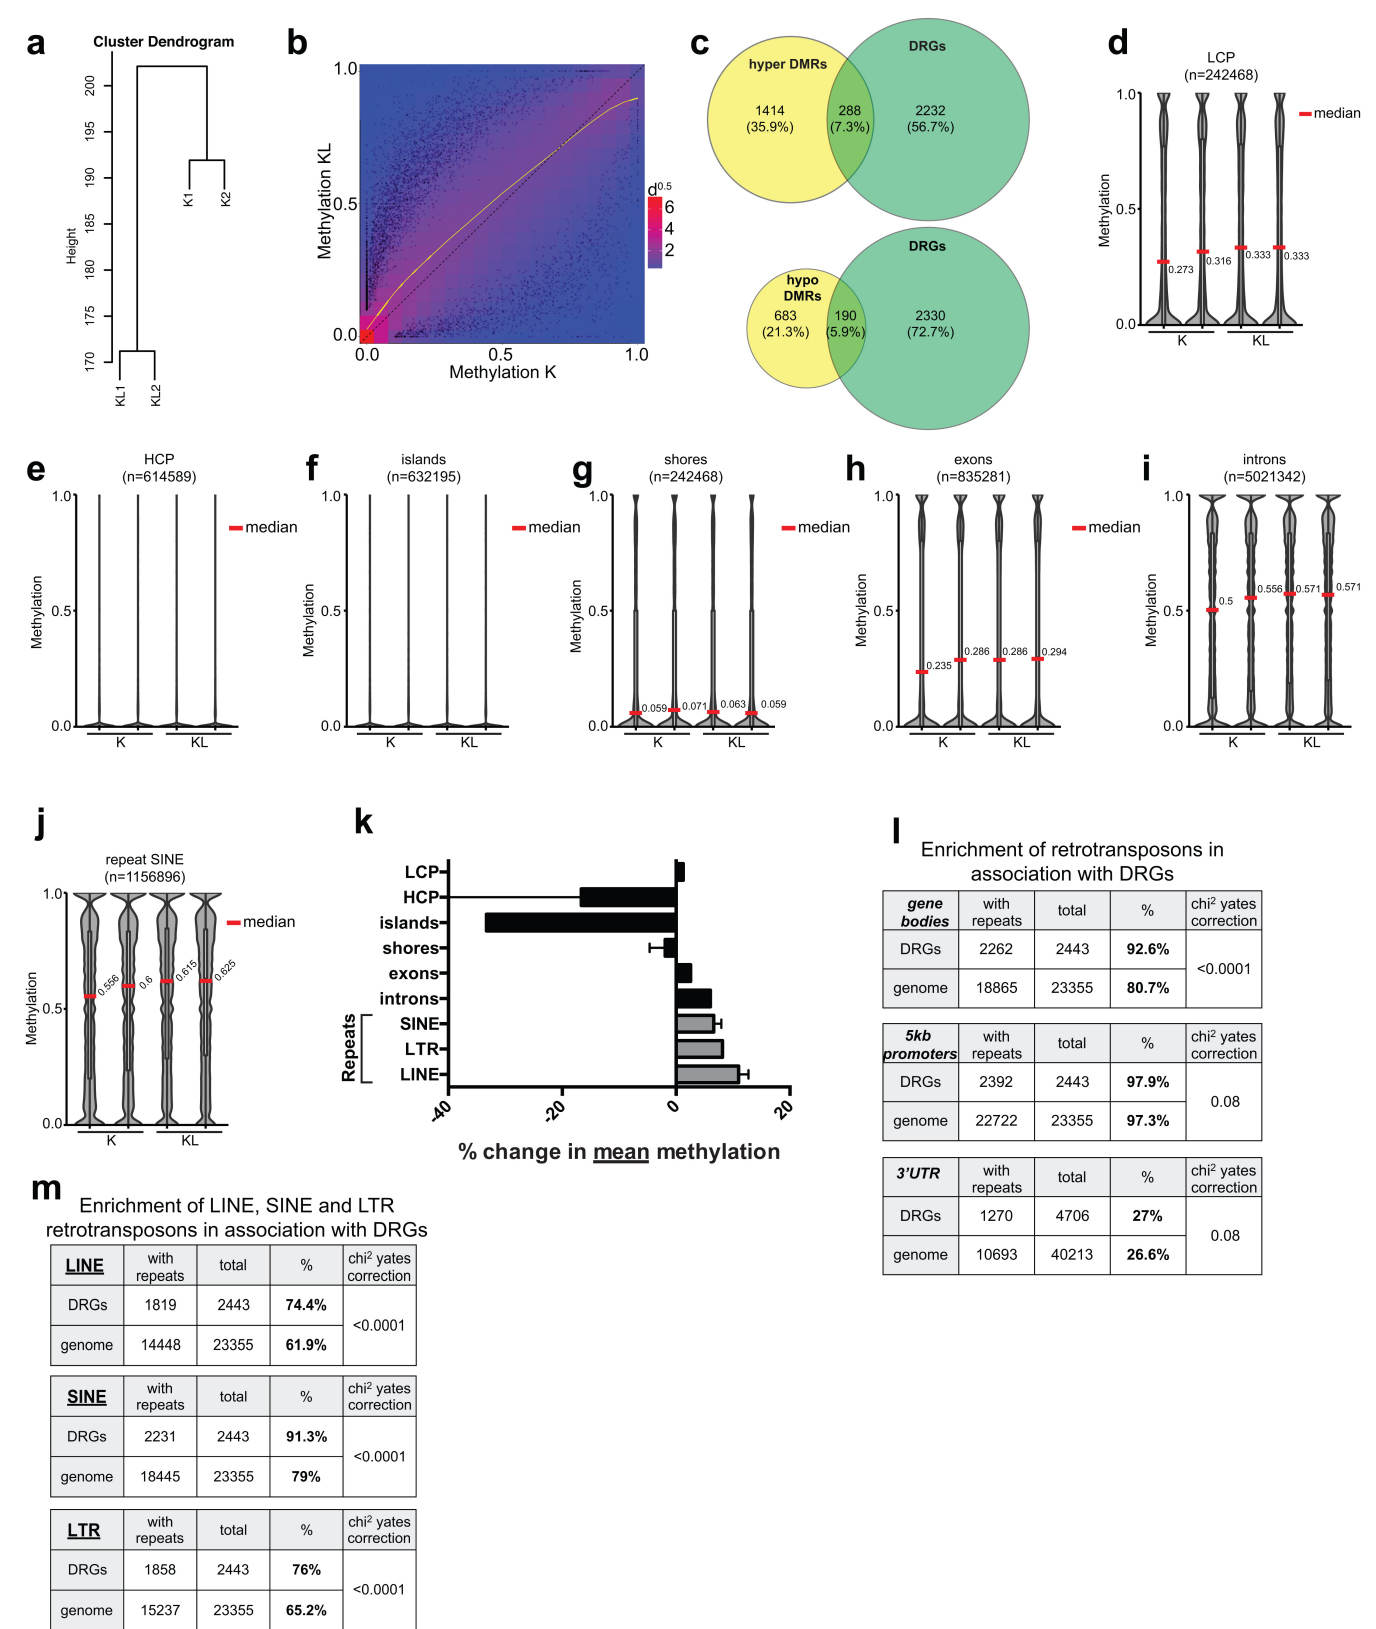 a
Cluster Dendrogram
Height
200
195
190
185
180
175
170
K1
K2
KL1
KL2
b
Methylation KL
1.0
0.5
0.0
0.0
0.5
1.0
Methylation K
d0.5
6
4
2
c
hyper DMRs
DRGs
1414
(35.9%)
288
(7.3%)
2232
(56.7%)
hypo
DMRs
DRGs
683
(21.3%)
190
(5.9%)
2330
(72.7%)
d
LCP
(n=242468)
Methylation
1.0
0.5
0.0
0.273
0.316
0.333
0.333
K
KL
median
e
HCP
(n=614589)
Methylation
1.0
0.5
0.0
K
KL
median
f
islands
(n=632195)
Methylation
1.0
0.5
0.0
K
KL
median
g
shores
(n=242468)
Methylation
1.0
0.5
0.0
0.059
0.071
0.063
0.059
K
KL
median
h
exons
(n=835281)
Methylation
1.0
0.5
0.0
0.235
0.286
0.286
0.294
K
KL
median
i
introns
(n=5021342)
Methylation
1.0
0.5
0.0
0.5
0.556
0.571
0.571
K
KL
j
repeat SINE
(n=1156896)
Methylation
1.0
0.5
0.0
0.556
0.6
0.615
0.625
K
KL
median
k
LCP
HCP
islands
shores
exons
introns
SINE
LTR
LINE
Repeats
-40
-20
0
20
% change in mean methylation
l
Enrichment of retrotransposons in
association with DRGs
gene bodies with repeats total % chi2 yates correction
DRGs 2262 2443 92.6% <0.0001
genome 18865 23355 80.7%
5kb promoters with repeats total % chi2 yates correction
DRGs 2392 2443 97.9% 0.08
genome 22722 23355 97.3%
3'UTR with repeats total % chi2 yates correction
DRGs 1270 4706 27% 0.08
genome 10693 40213 26.6%
m
Enrichment of LINE, SINE and LTR
retrotransposons in association with DRGs
LINE with repeats total % chi2 yates correction
DRGs 1819 2443 74.4% <0.0001
genome 14448 23355 61.9%
SINE with repeats total % chi2 yates correction
DRGs 2231 2443 91.3% <0.0001
genome 18445 23355 79%
LTR with repeats total % chi2 yates correction
DRGs 1858 2443 76% <0.0001
genome 15237 23355 65.2%